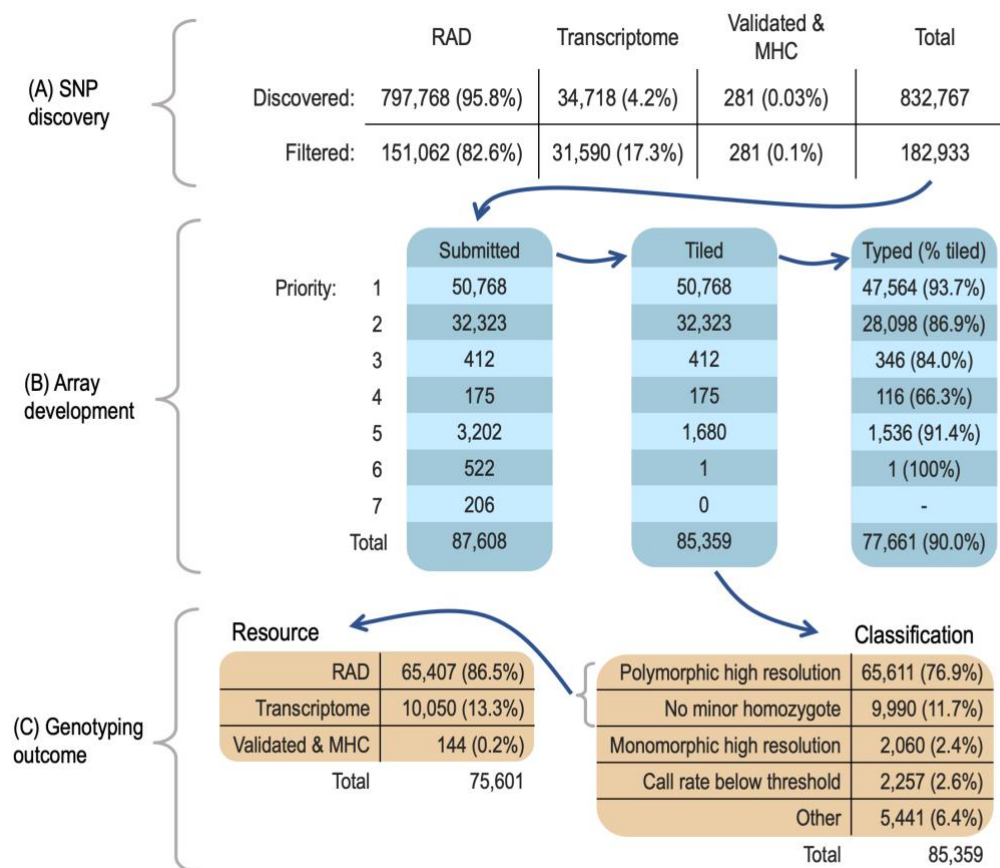 RAD Transcriptome Validated & MHC Total
(A) SNP discovery
Discovered: 797,768 (95.8%) 34,718 (4.2%) 281 (0.03%) 832,767
Filtered: 151,062 (82.6%) 31,590 (17.3%) 281 (0.1%) 182,933
(B) Array development
Submitted Tiled Typed (% tiled)
Priority: 1 50,768 50,768 47,564 (93.7%)
2 32,323 32,323 28,098 (86.9%)
3 412 412 346 (84.0%)
4 175 175 116 (66.3%)
5 3,202 1,680 1,536 (91.4%)
6 522 1 1 (100%)
7 206 0 -
Total 87,608 85,359 77,661 (90.0%)
(C) Genotyping outcome
Resource
RAD 65,407 (86.5%)
Transcriptome 10,050 (13.3%)
Validated & MHC 144 (0.2%)
Total 75,601
Classification
Polymorphic high resolution 65,611 (76.9%)
No minor homozygote 9,990 (11.7%)
Monomorphic high resolution 2,060 (2.4%)
Call rate below threshold 2,257 (2.6%)
Other 5,441 (6.4%)
Total 85,359